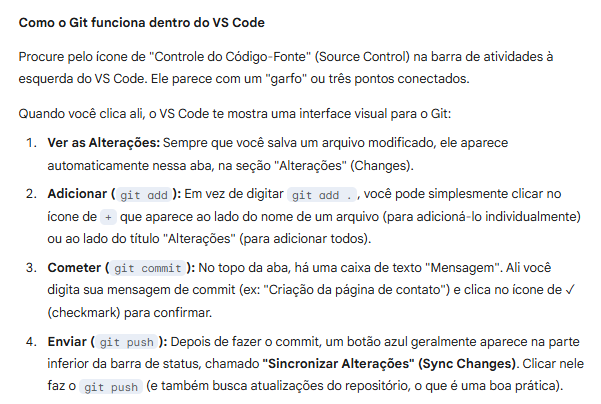 Como o Git funciona dentro do VS Code
Procure pelo ícone de "Controle do Código-Fonte" (Source Control) na barra de atividades à
esquerda do VS Code. Ele parece com um "garfo" ou três pontos conectados.
Quando você clica ali, o VS Code te mostra uma interface visual para o Git:
1. Ver as Alterações: Sempre que você salva um arquivo modificado, ele aparece
automaticamente nessa aba, na seção "Alterações" (Changes).
2. Adicionar ( git add ): Em vez de digitar git add . , você pode simplesmente clicar no
ícone de + que aparece ao lado do nome de um arquivo (para adicioná-lo individualmente)
ou ao lado do título "Alterações" (para adicionar todos).
3. Cometer ( git commit ): No topo da aba, há uma caixa de texto "Mensagem". Ali você
digita sua mensagem de commit (ex: "Criação da página de contato") e clica no ícone de ✓
(checkmark) para confirmar.
4. Enviar ( git push ): Depois de fazer o commit, um botão azul geralmente aparece na parte
inferior da barra de status, chamado "Sincronizar Alterações" (Sync Changes). Clicar nele
faz o git push (e também busca atualizações do repositório, o que é uma boa prática).